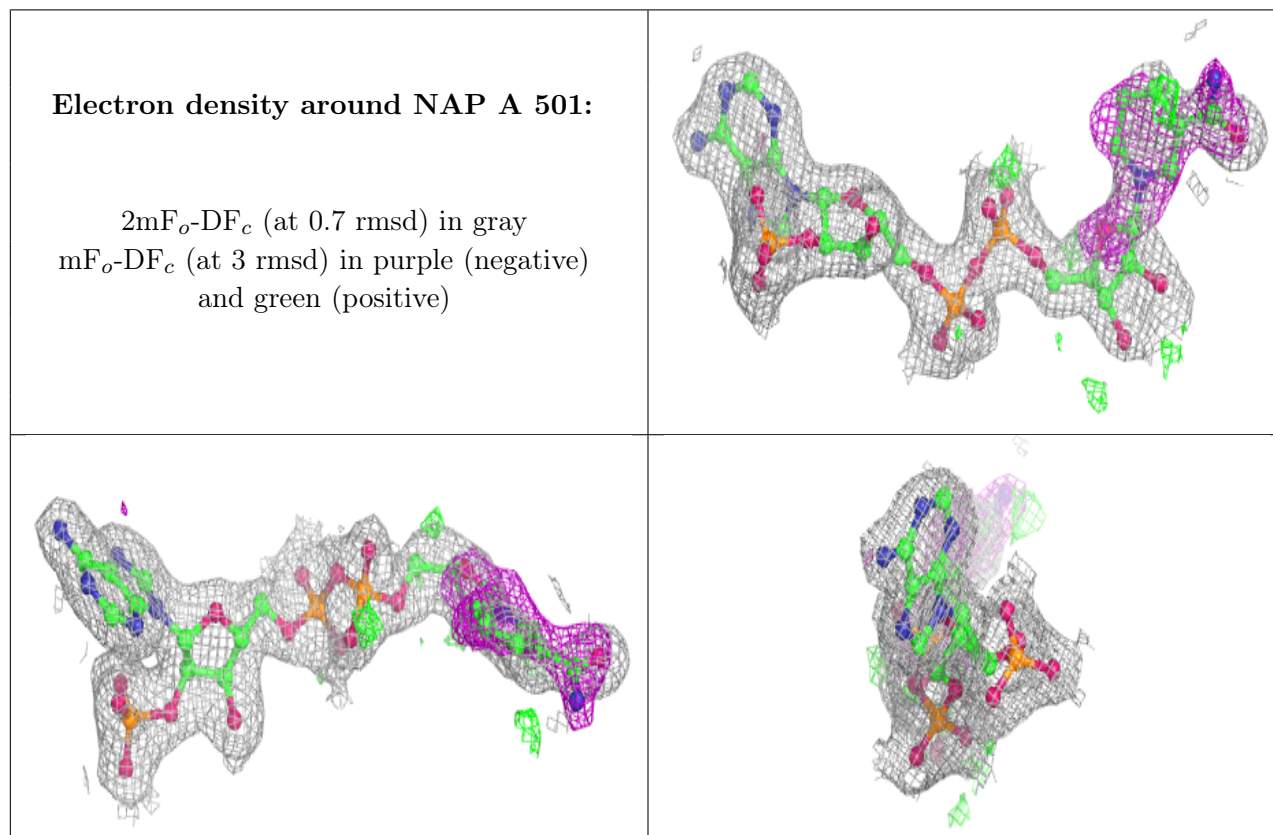 Electron density around NAP A 501:
2mFo-DFc (at 0.7 rmsd) in gray
mFo-DFc (at 3 rmsd) in purple (negative)
and green (positive)